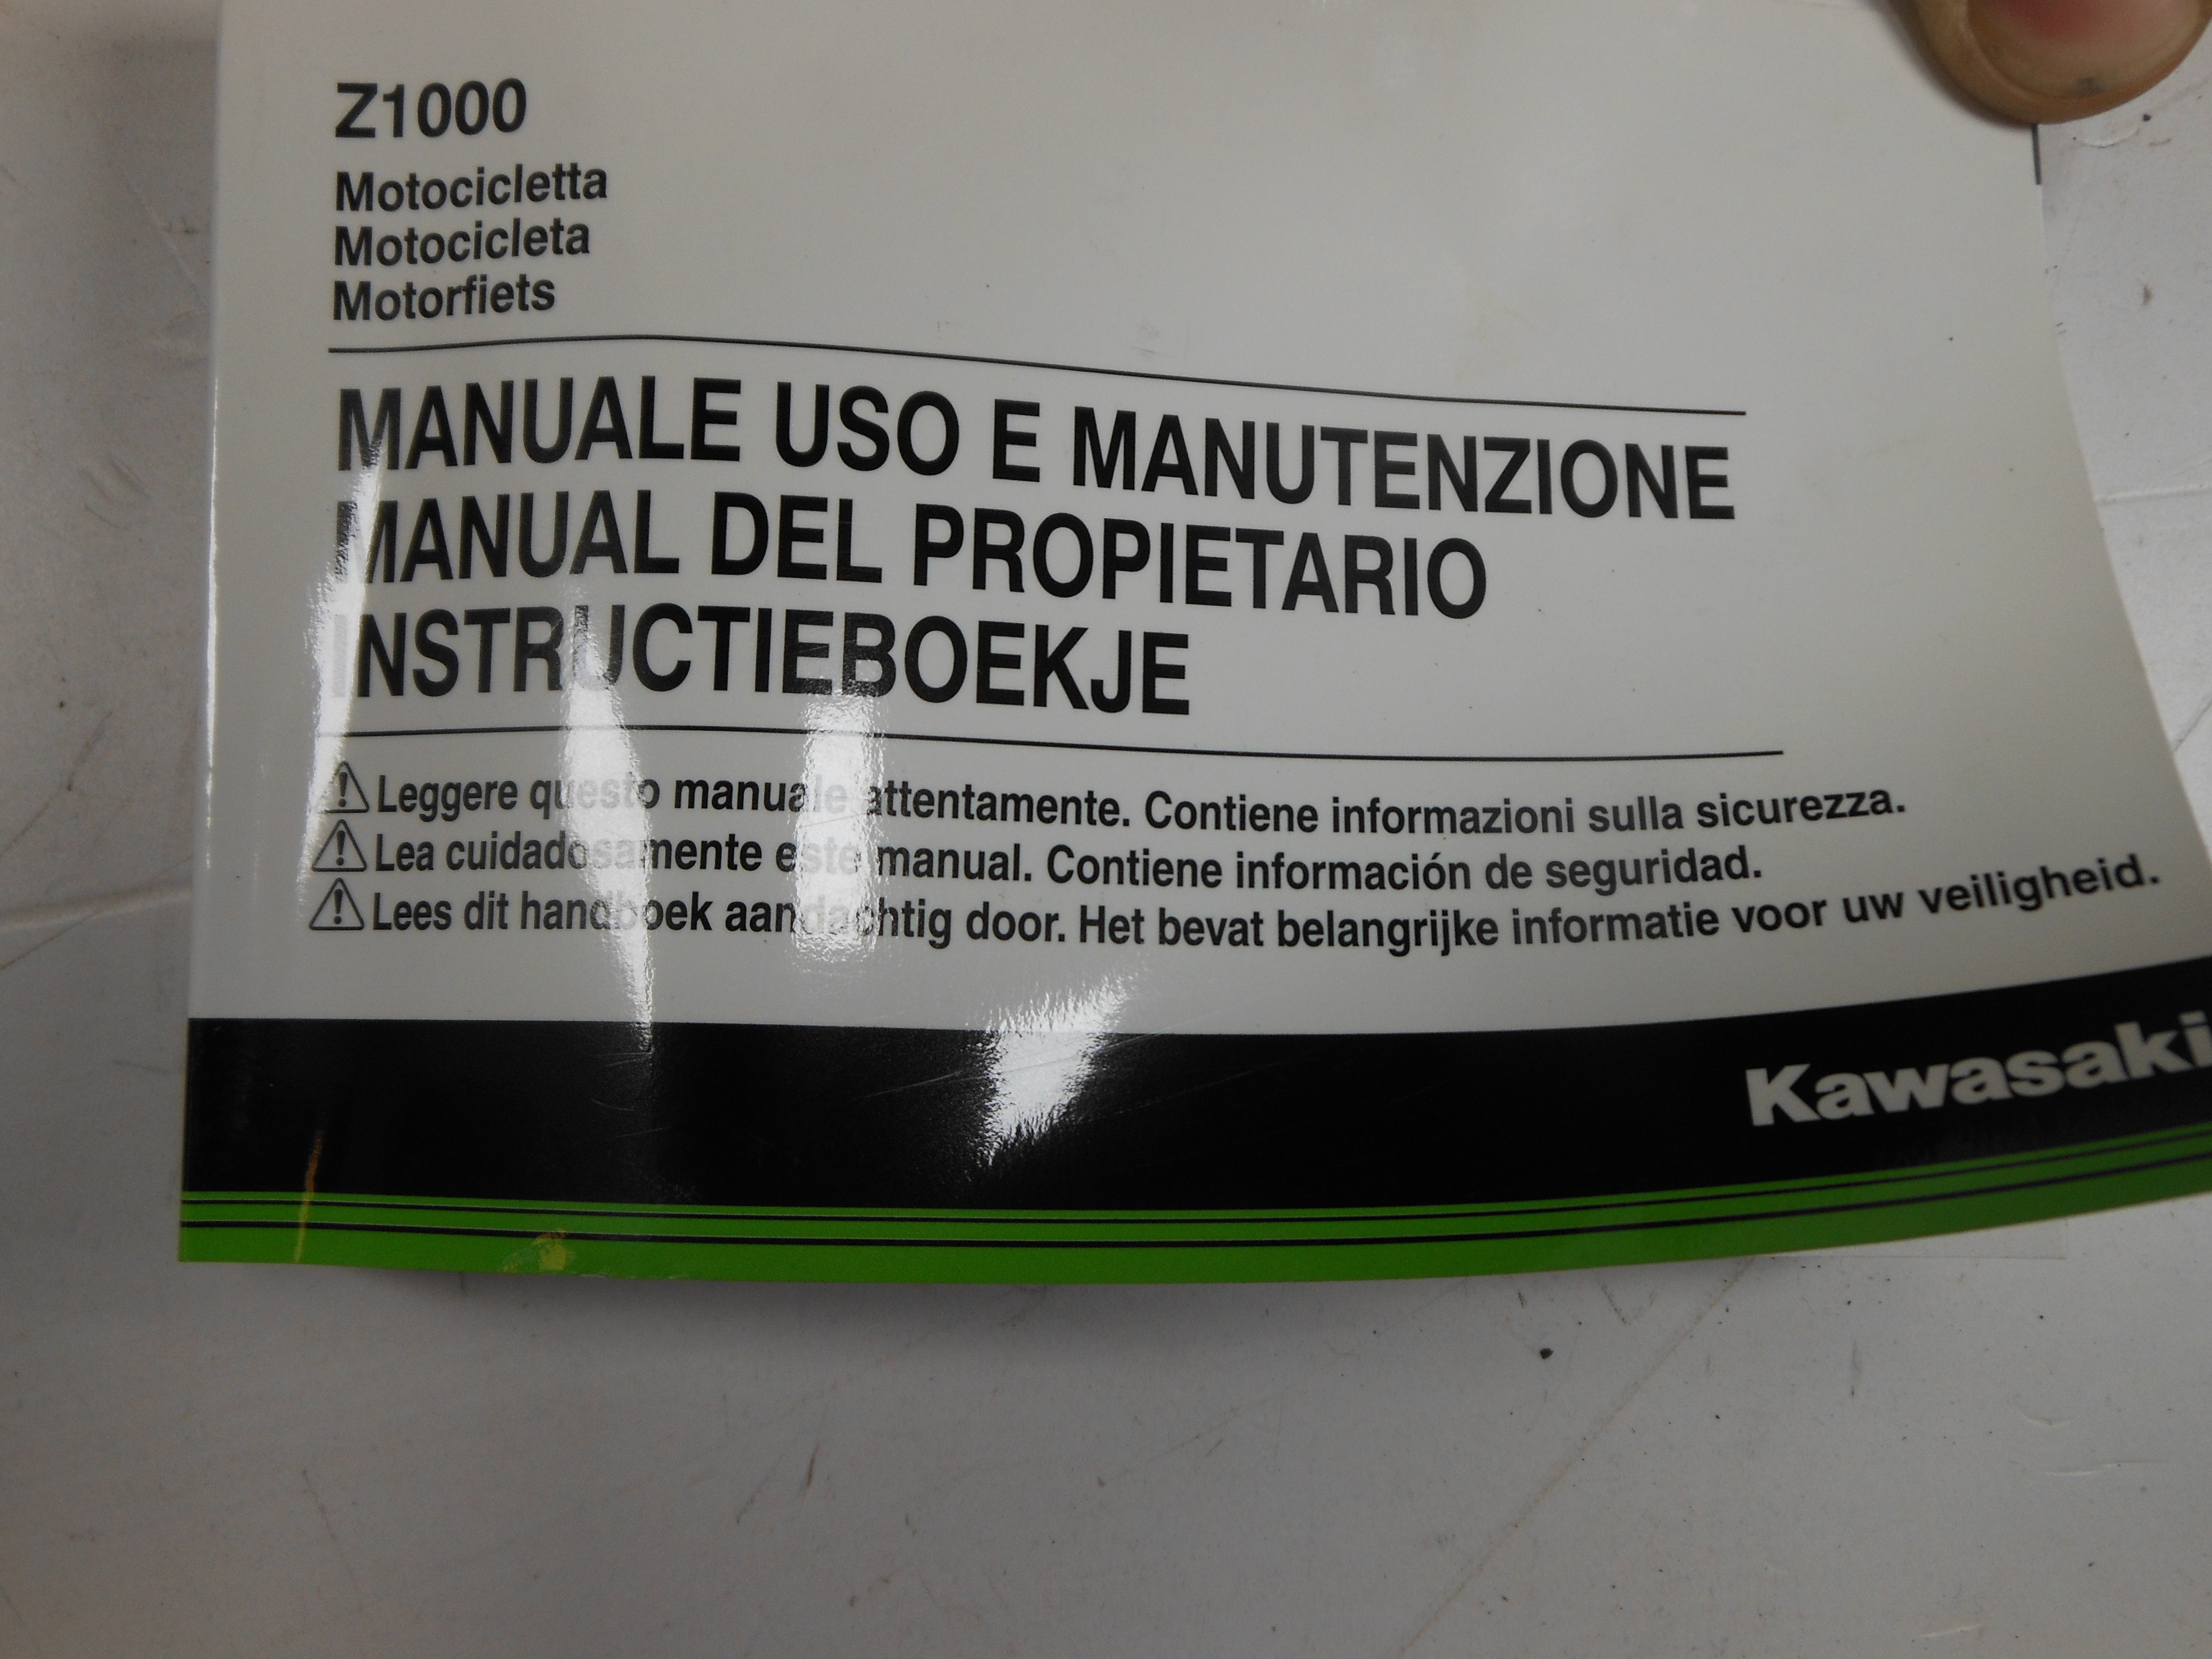 Z1000
Motocicletta
Motocicleta
Motorfiets
MANUALE USO E MANUTENZIONE
MANUAL DEL PROPIETARIO
INSTRUCTIEBOEKJE
Leggere questo manuale attentamente. Contiene informazioni sulla sicurezza.
Lea cuidadosamente este manual. Contiene información de seguridad.
Lees dit handboek aandachtig door. Het bevat belangrijke informatie voor uw veiligheid.
Kawasaki